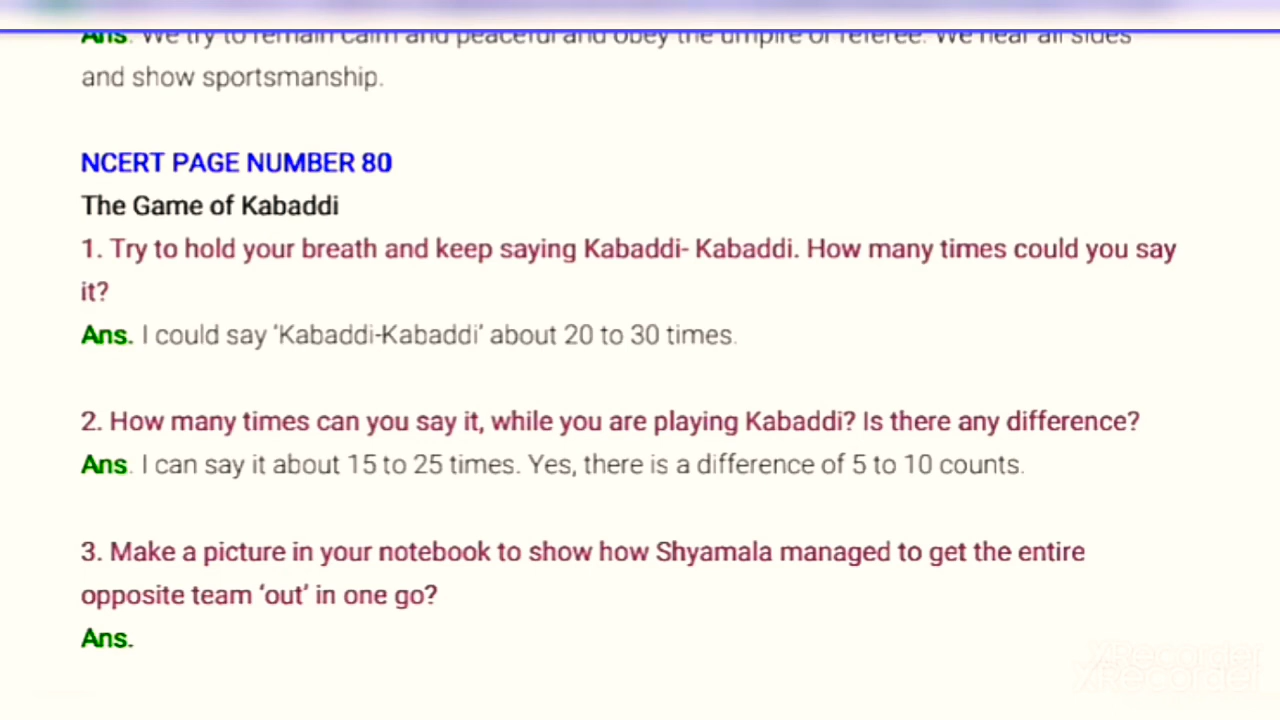 Ans. We try to remain calm and peaceful and obey the umpire or referee. We hear all sides
and show sportsmanship.
NCERT PAGE NUMBER 80
The Game of Kabaddi
1. Try to hold your breath and keep saying Kabaddi- Kabaddi. How many times could you say
it?
Ans. I could say ‘Kabaddi-Kabaddi’ about 20 to 30 times.
2. How many times can you say it, while you are playing Kabaddi? Is there any difference?
Ans. I can say it about 15 to 25 times. Yes, there is a difference of 5 to 10 counts.
3. Make a picture in your notebook to show how Shyamala managed to get the entire
opposite team ‘out’ in one go?
Ans.
XRecorder